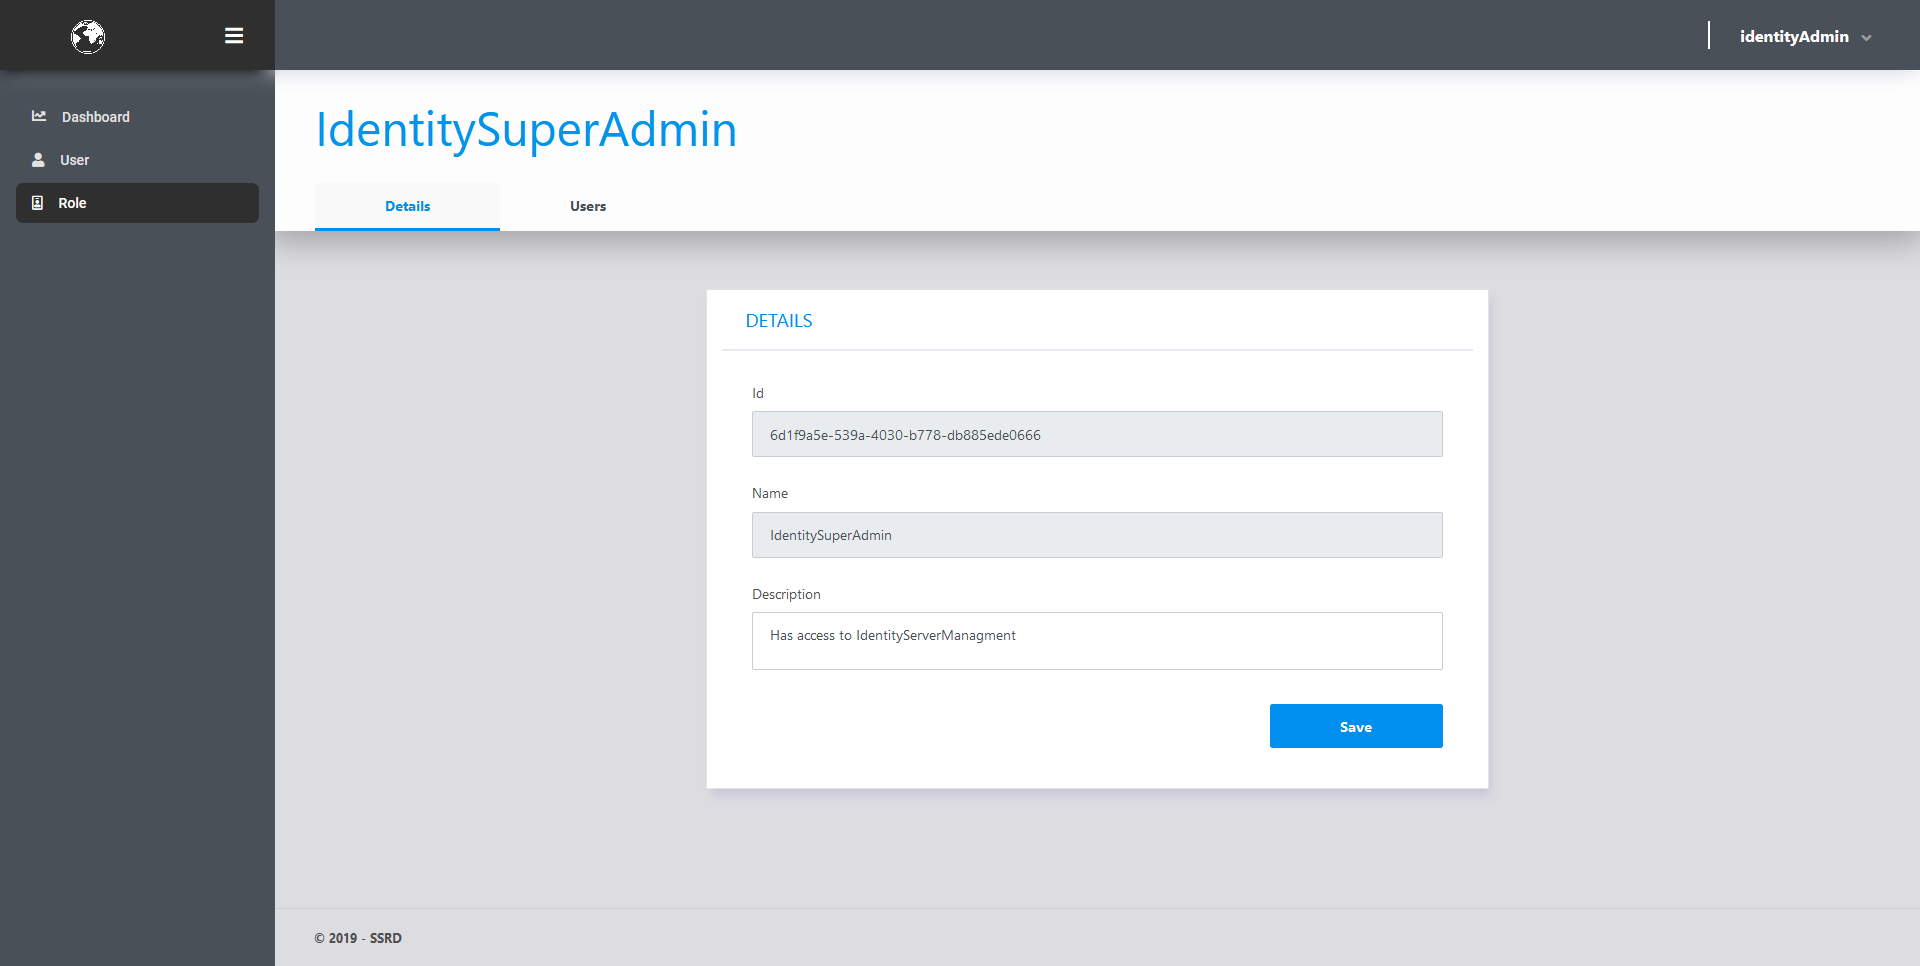 identityAdmin
Dashboard
User
Role
IdentitySuperAdmin
Details
Users
DETAILS
Id
6d1f9a5e-539a-4030-b778-db885ede0666
Name
IdentitySuperAdmin
Description
Has access to IdentityServerManagment
Save
© 2019 - SSRD